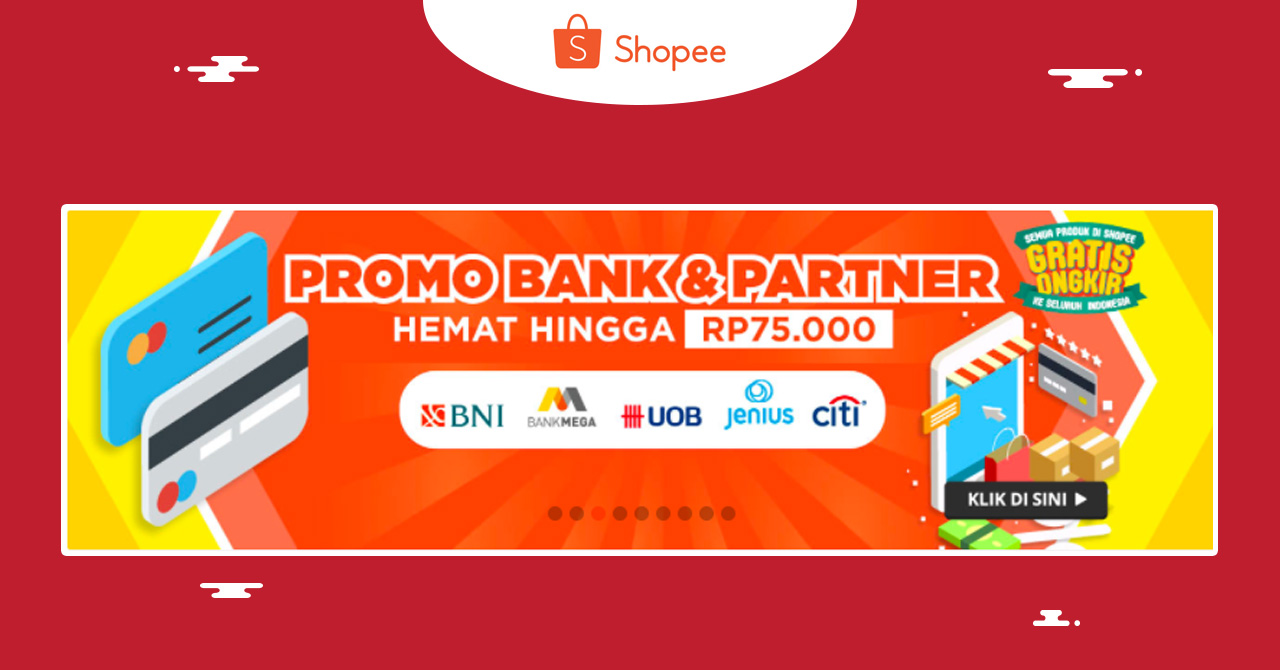 S Shopee
SEMUA PRODUK DI SHOPEE
GRATIS
ONGKIR
KE SELURUH INDONESIA
PROMO BANK & PARTNER
HEMAT HINGGA RP75.000
BNI BANKMEGA UOB Jenius citi
KLIK DI SINI